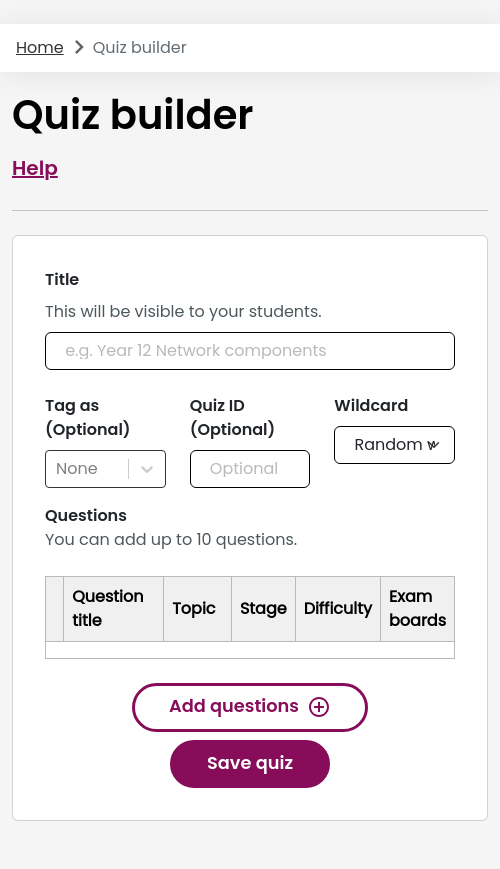 Home > Quiz builder
Quiz builder
Help
Title
This will be visible to your students.
e.g. Year 12 Network components
Tag as
(Optional)
Quiz ID
(Optional)
Wildcard
None
Optional
Random
Questions
You can add up to 10 questions.
Question
title
Topic
Stage
Difficulty
Exam
boards
Add questions
Save quiz